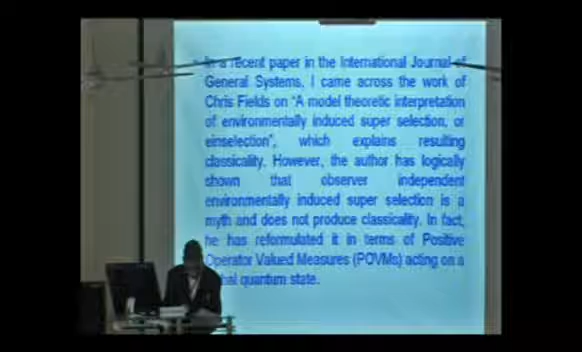 In a recent paper in the International Journal of
General Systems, I came across the work of
Chris Fields on "A model theoretic interpretation
of environmentally induced super selection, or
einselection", which explains resulting
classicality. However, the author has logically
shown that observer independent
environmentally induced super selection is a
myth and does not produce classicality. In fact,
he has reformulated it in terms of Positive
Operator Valued Measures (POVMs) acting on a
quantum state.